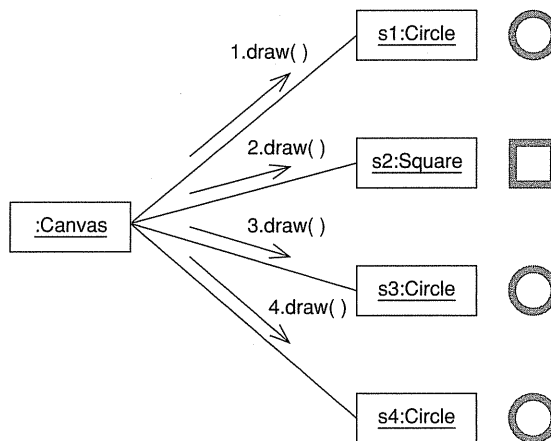 s1:Circle
1.draw( )
2.draw( )
s2:Square
:Canvas
3.draw( )
s3:Circle
4.draw( )
s4:Circle